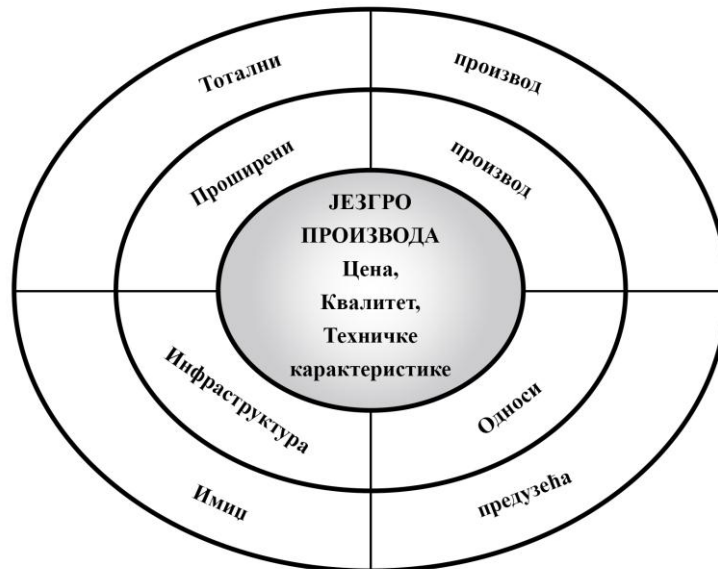 Тотални производ
Проширени производ
ЈЕЗГРО
ПРОИЗВОДА
Цена,
Квалитет,
Техничке
карактеристике
Инфраструктура
Односи
Имиџ предузећа